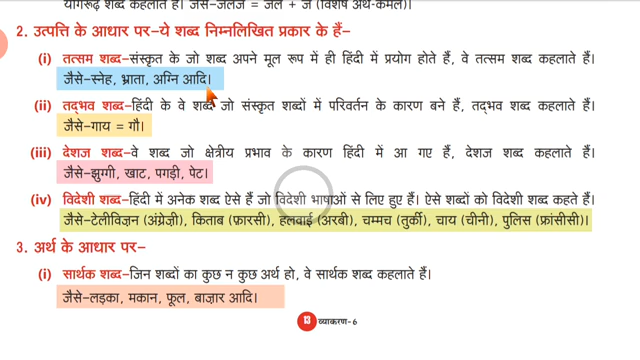 योगरूढ़ शब्द कहलाते हैं। जैसे-जलज = जल + ज (विशेष अर्थ-कमल)
2. उत्पत्ति के आधार पर-ये शब्द निम्नलिखित प्रकार के हैं-
(i) तत्सम शब्द-संस्कृत के जो शब्द अपने मूल रूप में ही हिंदी में प्रयोग होते हैं, वे तत्सम शब्द कहलाते हैं।
जैसे-स्नेह, भ्राता, अग्नि आदि।
(ii) तद्भव शब्द-हिंदी के वे शब्द जो संस्कृत शब्दों में परिवर्तन के कारण बने हैं, तद्भव शब्द कहलाते हैं।
जैसे-गाय = गौ।
(iii) देशज शब्द-वे शब्द जो क्षेत्रीय प्रभाव के कारण हिंदी में आ गए हैं, देशज शब्द कहलाते हैं।
जैसे-झुग्गी, खाट, पगड़ी, पेट।
(iv) विदेशी शब्द-हिंदी में अनेक शब्द ऐसे हैं जो विदेशी भाषाओं से लिए हुए हैं। ऐसे शब्दों को विदेशी शब्द कहते हैं।
जैसे-टेलीविज़न (अंग्रेज़ी), किताब (फारसी), हलवाई (अरबी), चम्मच (तुर्की), चाय (चीनी), पुलिस (फ्रांसीसी)।
3. अर्थ के आधार पर-
(i) सार्थक शब्द-जिन शब्दों का कुछ न कुछ अर्थ हो, वे सार्थक शब्द कहलाते हैं।
जैसे-लड़का, मकान, फूल, बाज़ार आदि।
13 व्याकरण-6